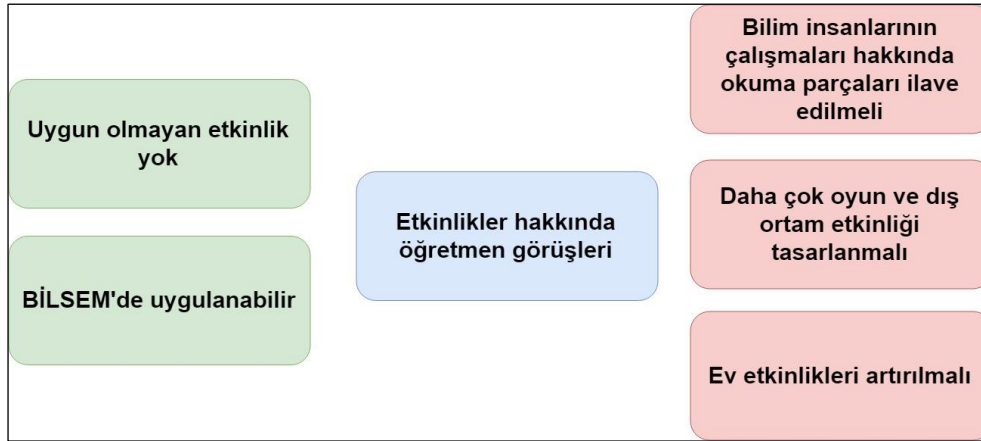 Uygun olmayan etkinlik
yok
BİLSEM'de uygulanabilir
Etkinlikler hakkında
öğretmen görüşleri
Bilim insanlarının
çalışmaları hakkında
okuma parçaları ilave
edilmeli
Daha çok oyun ve dış
ortam etkinliği
tasarlanmalı
Ev etkinlikleri artırılmalı